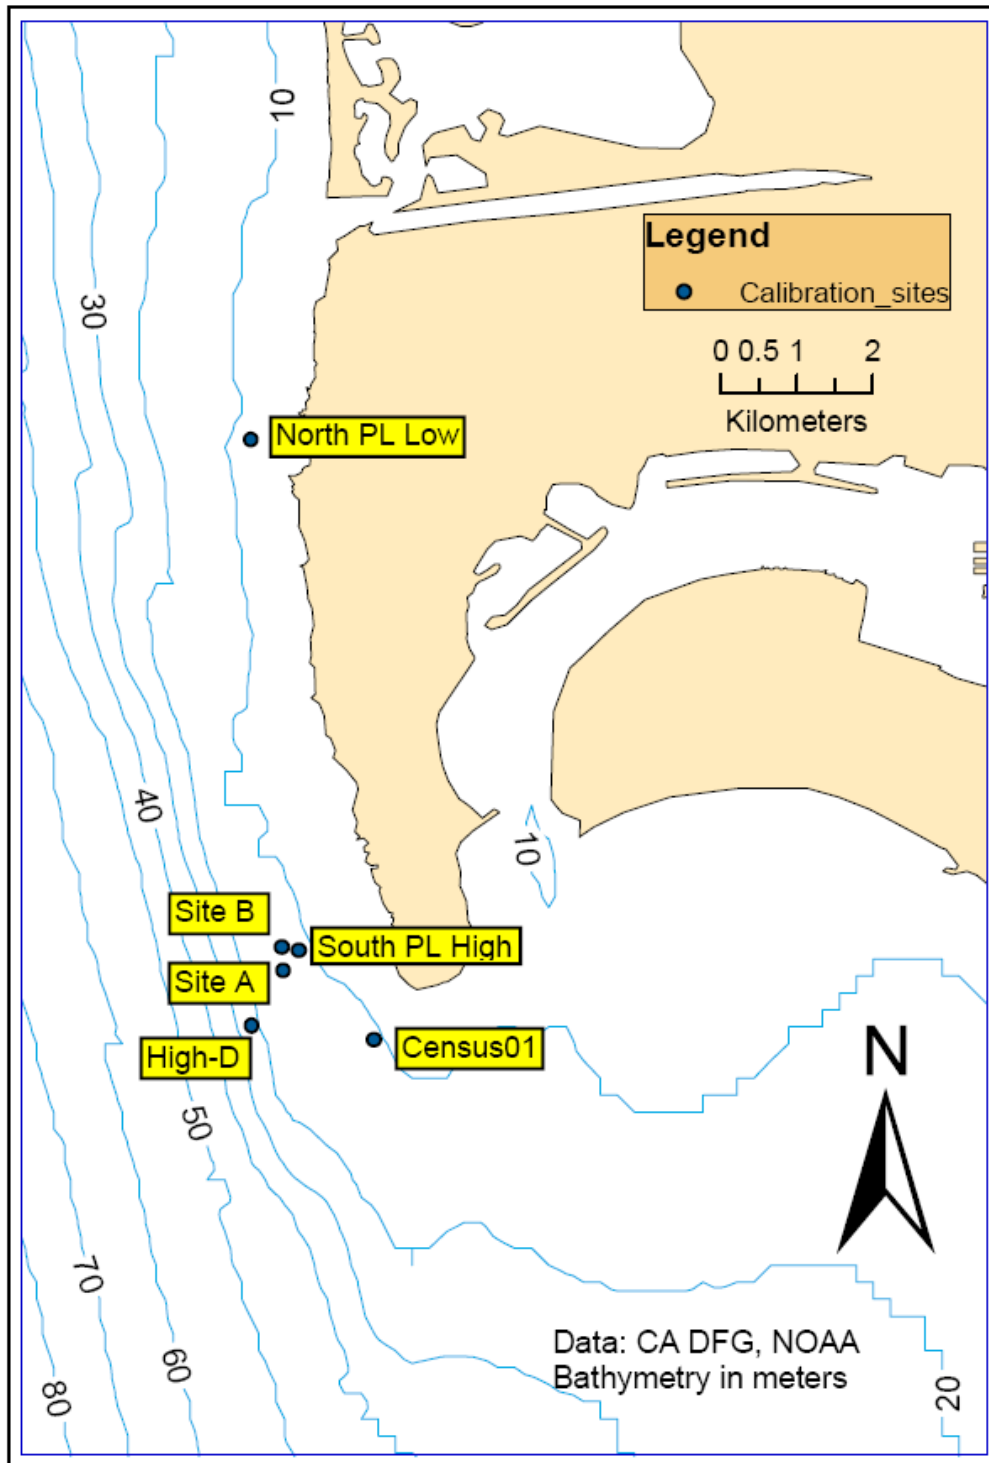 10
Legend
Calibration_sites
30
0 0.5 1 2
Kilometers
North PL Low
40
10
Site B
South PL High
Site A
High-D
Census01
N
50
70
60
Data: CA DFG, NOAA
Bathymetry in meters
80
20